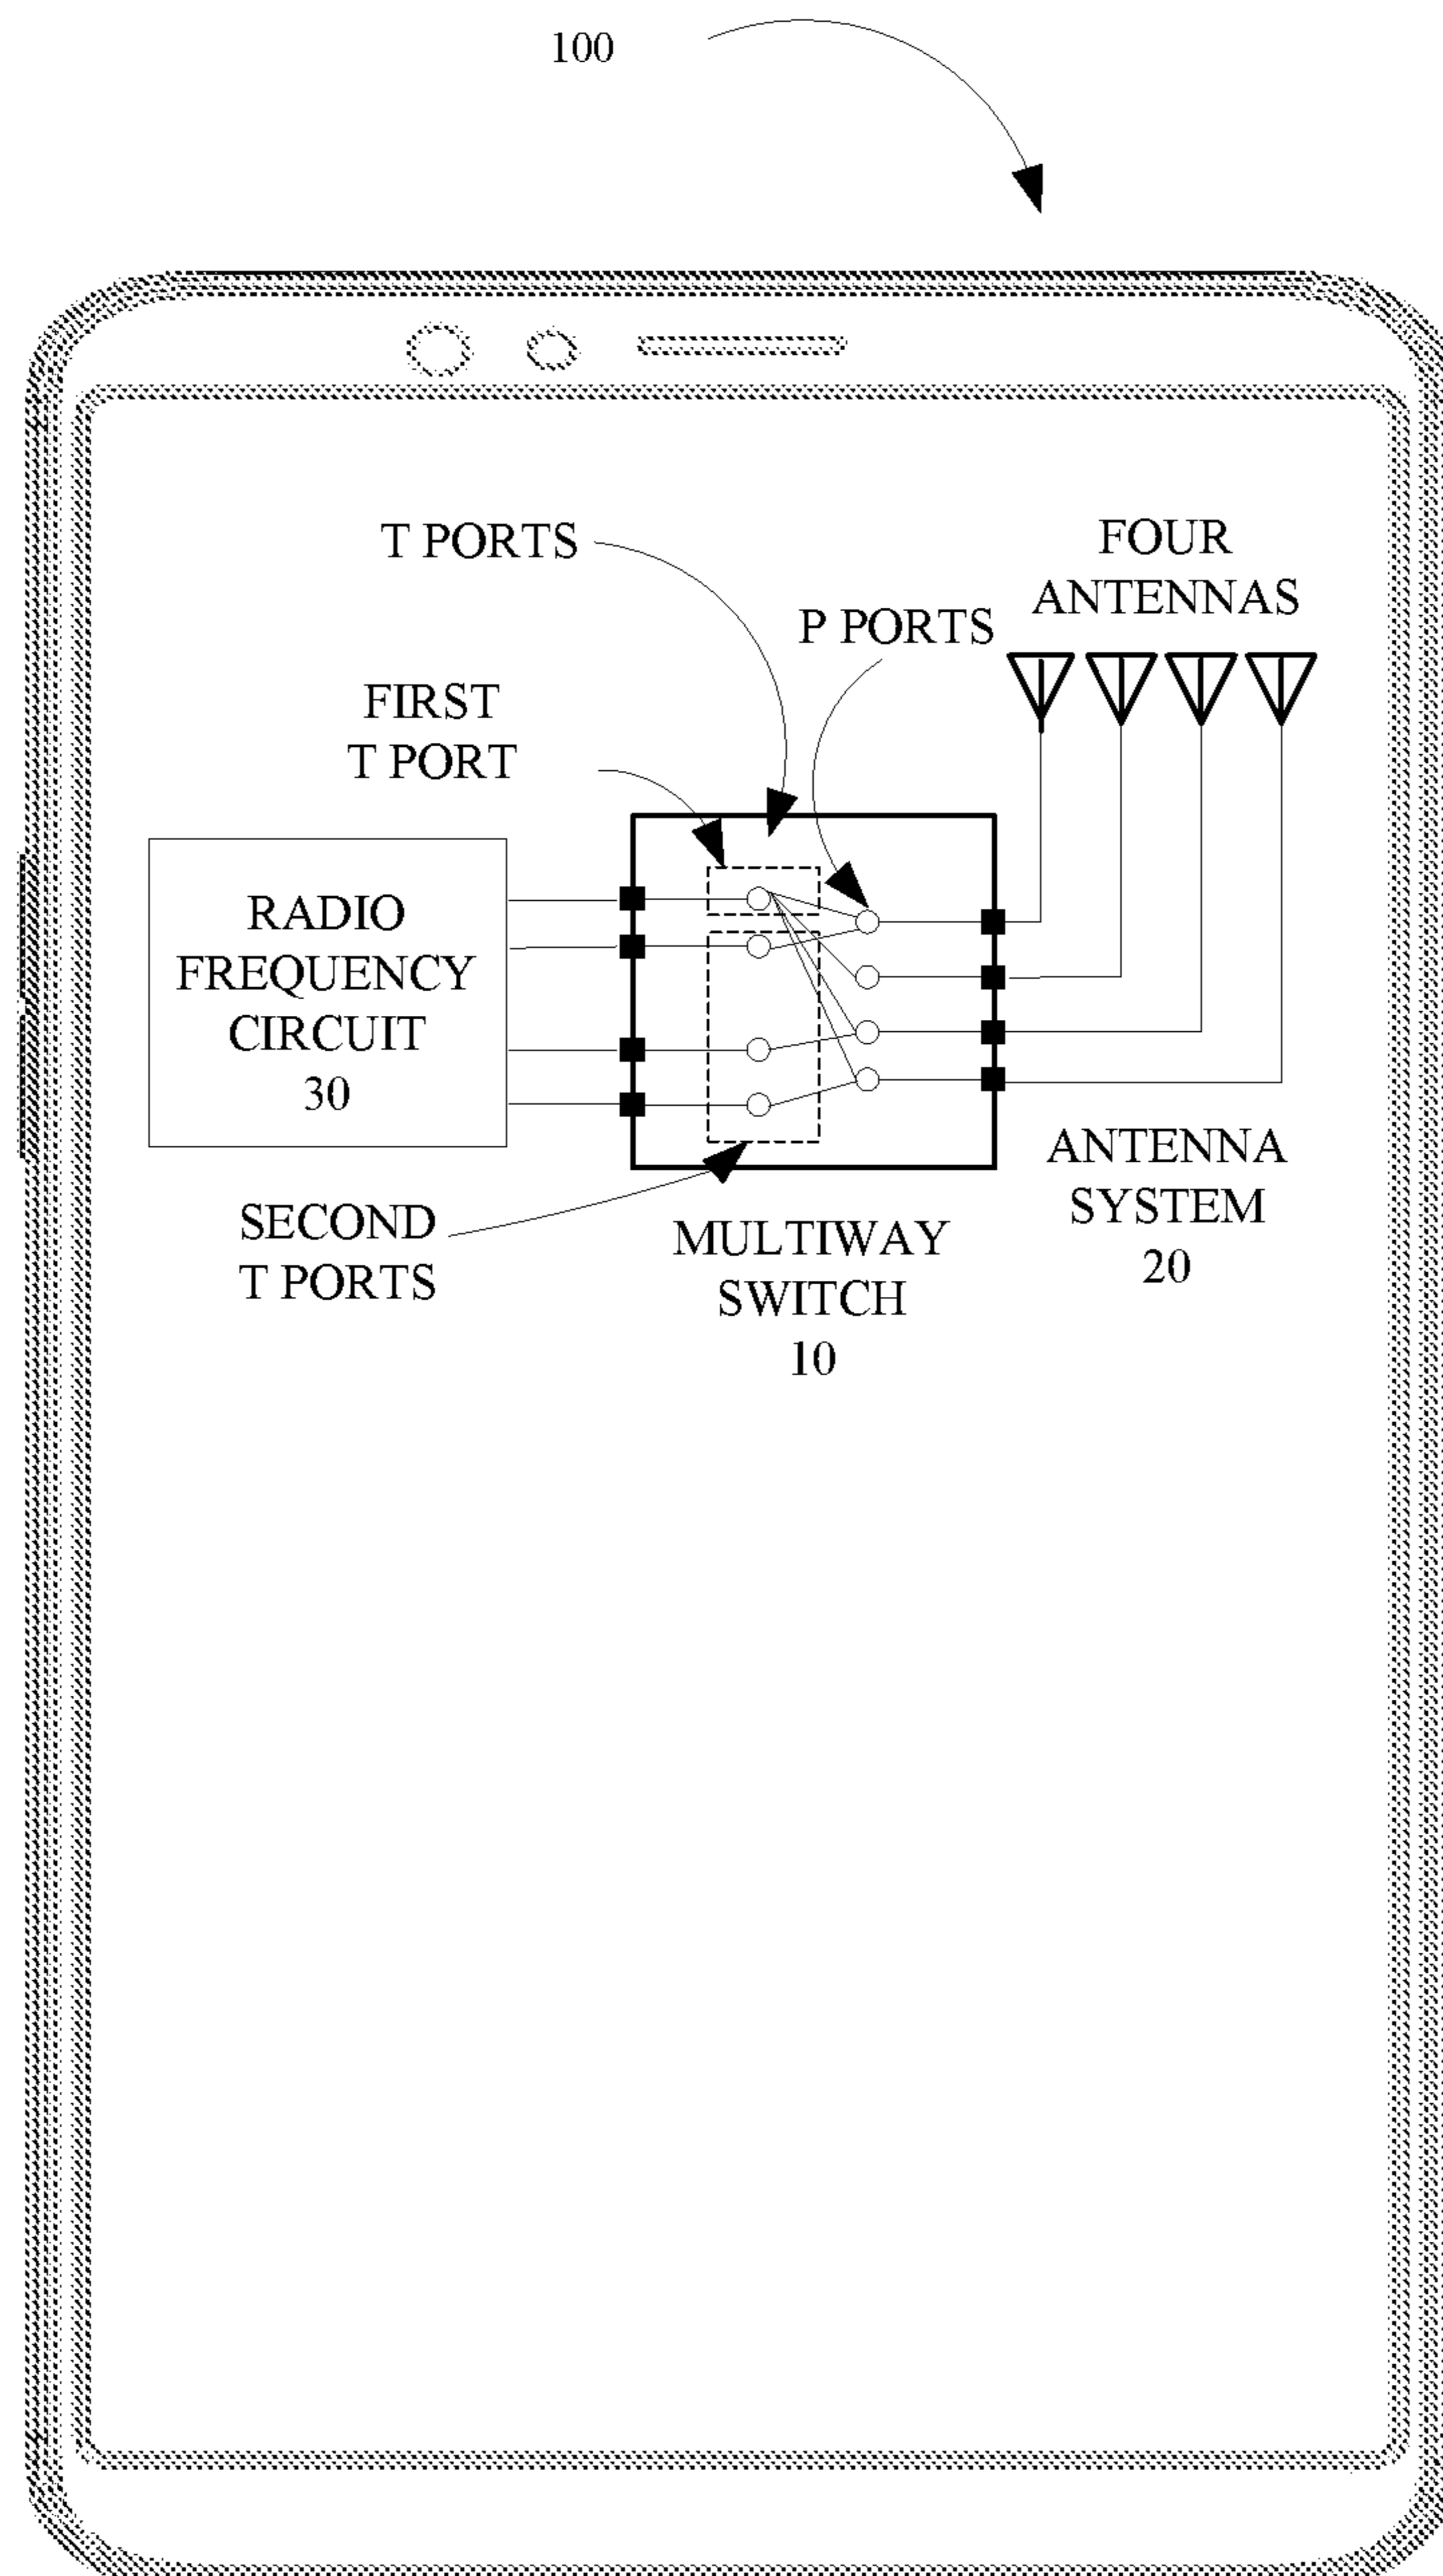 100
T PORTS
FOUR
ANTENNAS
P PORTS
FIRST
T PORT
RADIO
FREQUENCY
CIRCUIT
30
SECOND
T PORTS
MULTIWAY
SWITCH
10
ANTENNA
SYSTEM
20